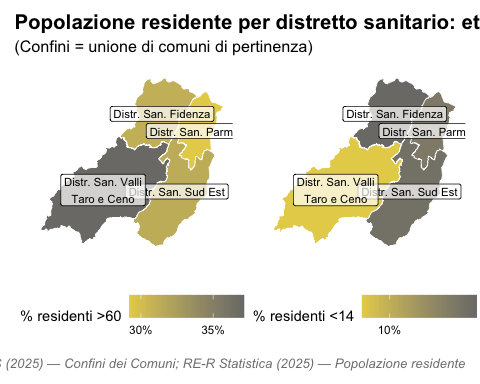 Popolazione residente per distretto sanitario: et
(Confini = unione di comuni di pertinenza)
Distr. San. Fidenza
Distr. San. Parm
Distr. San. Valli
Taro e Ceno
Distr. San. Sud Est
Distr. San. Fidenza
Distr. San. Parm
Distr. San. Valli
Taro e Ceno
Distr. San. Sud Est
% residenti >60
30%
35%
% residenti <14
10%
(2025) — Confini dei Comuni; RE-R Statistica (2025) — Popolazione residente